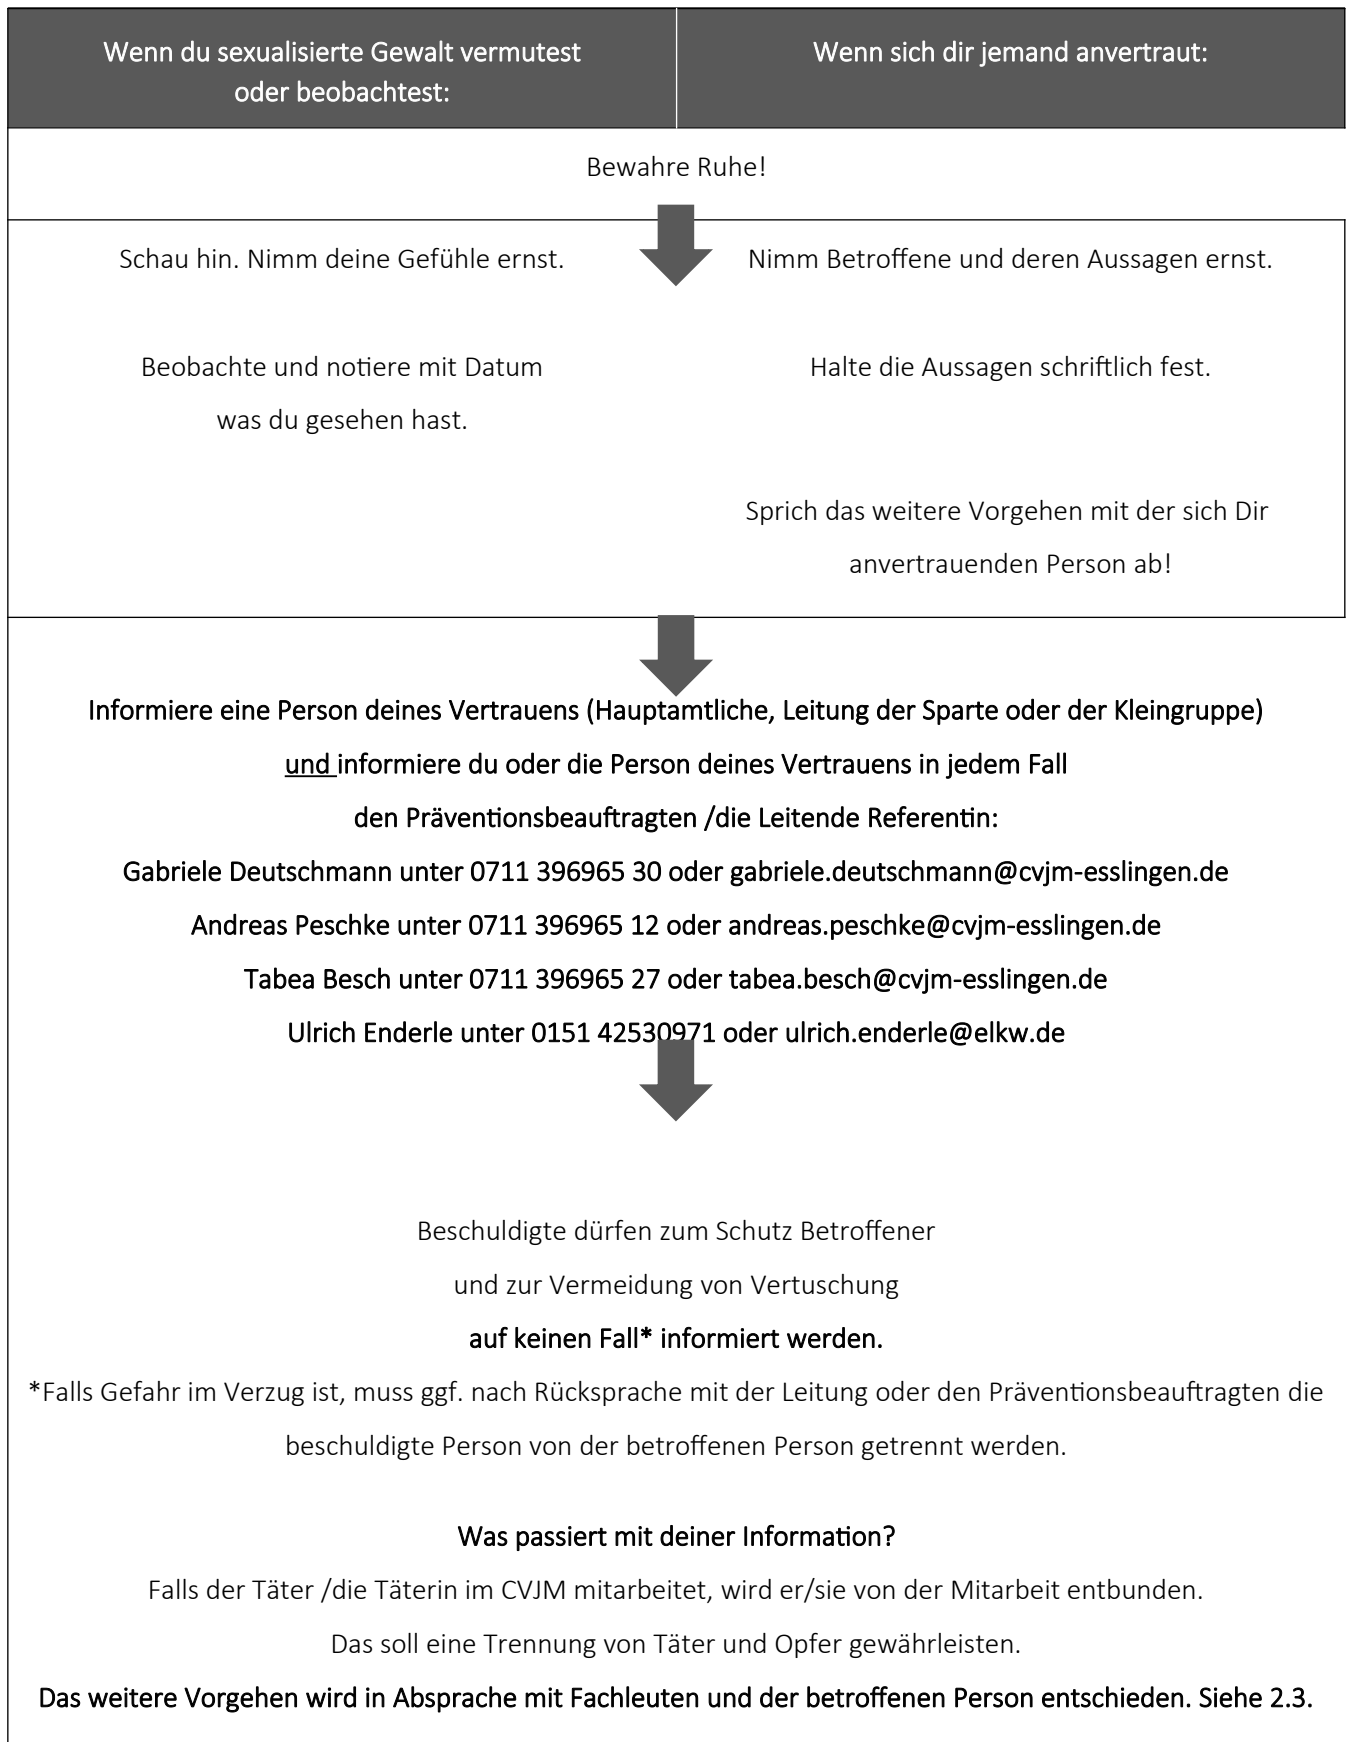 Wenn du sexualisierte Gewalt vermutest
oder beobachtest:
Wenn sich dir jemand anvertraut:
Bewahre Ruhe!
Schau hin. Nimm deine Gefühle ernst.
Beobachte und notiere mit Datum
was du gesehen hast.
Nimm Betroffene und deren Aussagen ernst.
Halte die Aussagen schriftlich fest.
Sprich das weitere Vorgehen mit der sich Dir
anvertrauenden Person ab!
Informiere eine Person deines Vertrauens (Hauptamtliche, Leitung der Sparte oder der Kleingruppe)
und informiere du oder die Person deines Vertrauens in jedem Fall
den Präventionsbeauftragten /die Leitende Referentin:
Gabriele Deutschmann unter 0711 396965 30 oder gabriele.deutschmann@cvjm-esslingen.de
Andreas Peschke unter 0711 396965 12 oder andreas.peschke@cvjm-esslingen.de
Tabea Besch unter 0711 396965 27 oder tabea.besch@cvjm-esslingen.de
Ulrich Enderle unter 0151 42530971 oder ulrich.enderle@elkw.de
Beschuldigte dürfen zum Schutz Betroffener
und zur Vermeidung von Vertuschung
auf keinen Fall* informiert werden.
*Falls Gefahr im Verzug ist, muss ggf. nach Rücksprache mit der Leitung oder den Präventionsbeauftragten die
beschuldigte Person von der betroffenen Person getrennt werden.
Was passiert mit deiner Information?
Falls der Täter /die Täterin im CVJM mitarbeitet, wird er/sie von der Mitarbeit entbunden.
Das soll eine Trennung von Täter und Opfer gewährleisten.
Das weitere Vorgehen wird in Absprache mit Fachleuten und der betroffenen Person entschieden. Siehe 2.3.